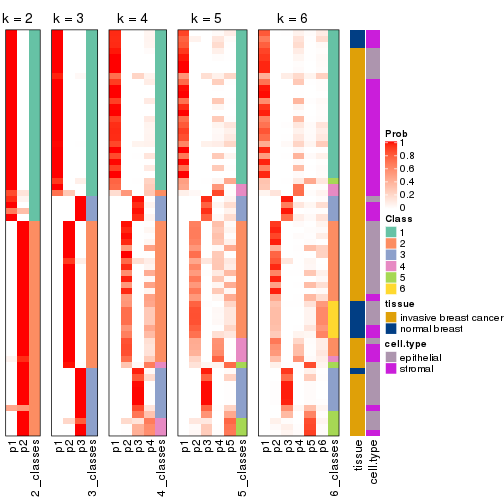 k = 2
k = 3
k = 4
k = 5
k = 6
p1
p2
2_classes
p1
p2
p3
3_classes
p1
p2
p3
p4
4_classes
p1
p2
p3
p4
p5
5_classes
p1
p2
p3
p4
p5
p6
6_classes
tissue
cell.type
Prob
1
0.8
0.6
0.4
0.2
0
Class
1
2
3
4
5
6
tissue
invasive breast cancer
normal breast
cell.type
epithelial
stromal